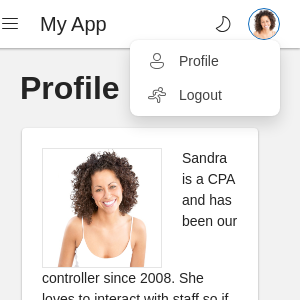 My App
Profile
Logout
Profile
Sandra
is a CPA
and has
been our
controller since 2008. She
loves to interact with staff so if